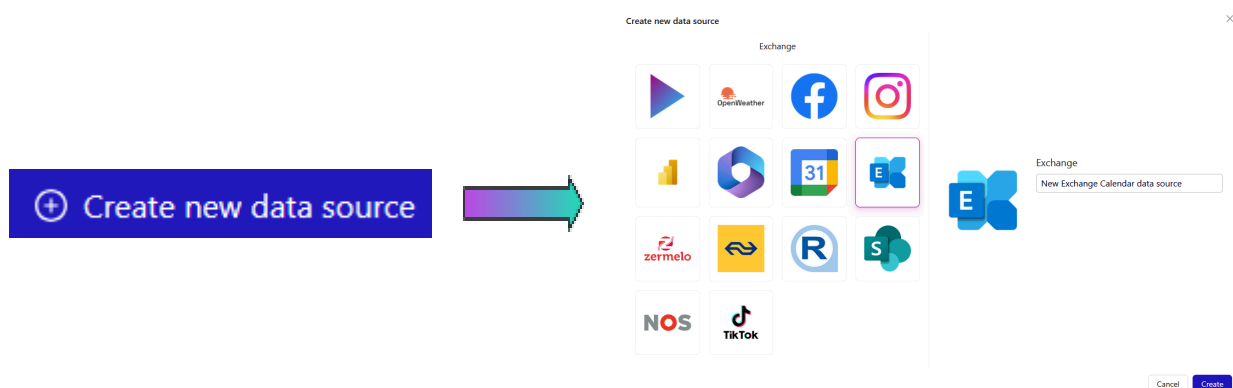 Create new data source
Create new data source
Exchange
OpenWeather
31
E
zermelo
R
S
NOS
TikTok
E
Exchange
New Exchange Calendar data source
Cancel
Create